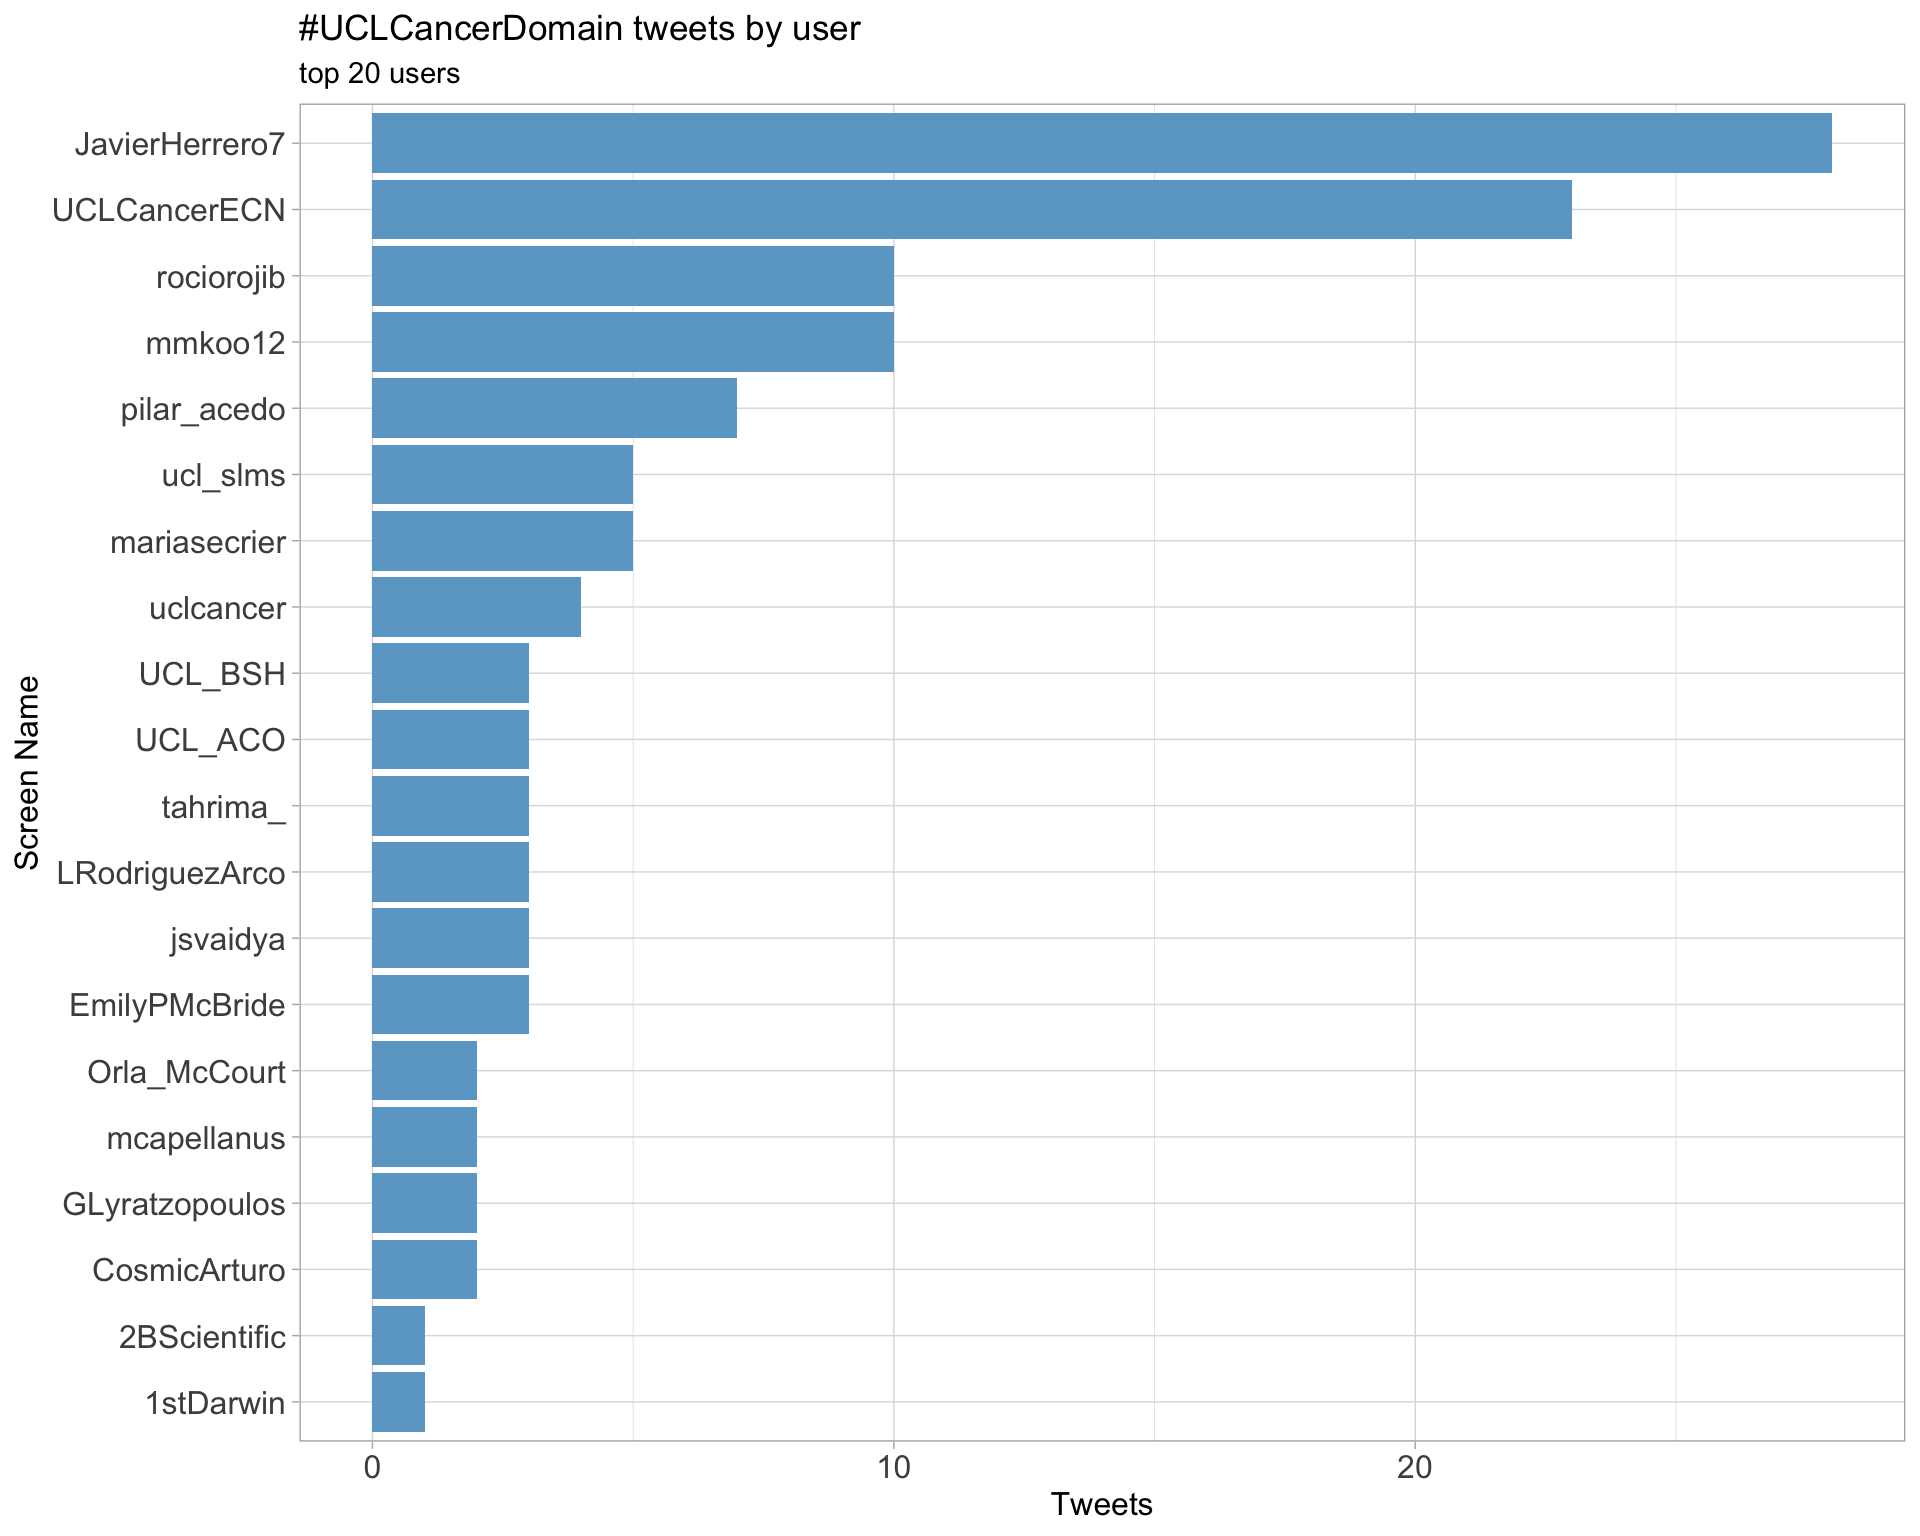 #UCLCancerDomain tweets by user
top 20 users
JavierHerrero7
UCLCancerECN
rociorojib
mmkoo12
pilar_acedo
ucl_slms
mariasecrier
uclcancer
UCL_BSH
UCL_ACO
tahrima_
LRodriguezArco
jsvaidya
EmilyPMcBride
Orla_McCourt
mcapellanus
GLyratzopoulos
CosmicArturo
2BScientific
1stDarwin
Screen Name
0 10 20
Tweets